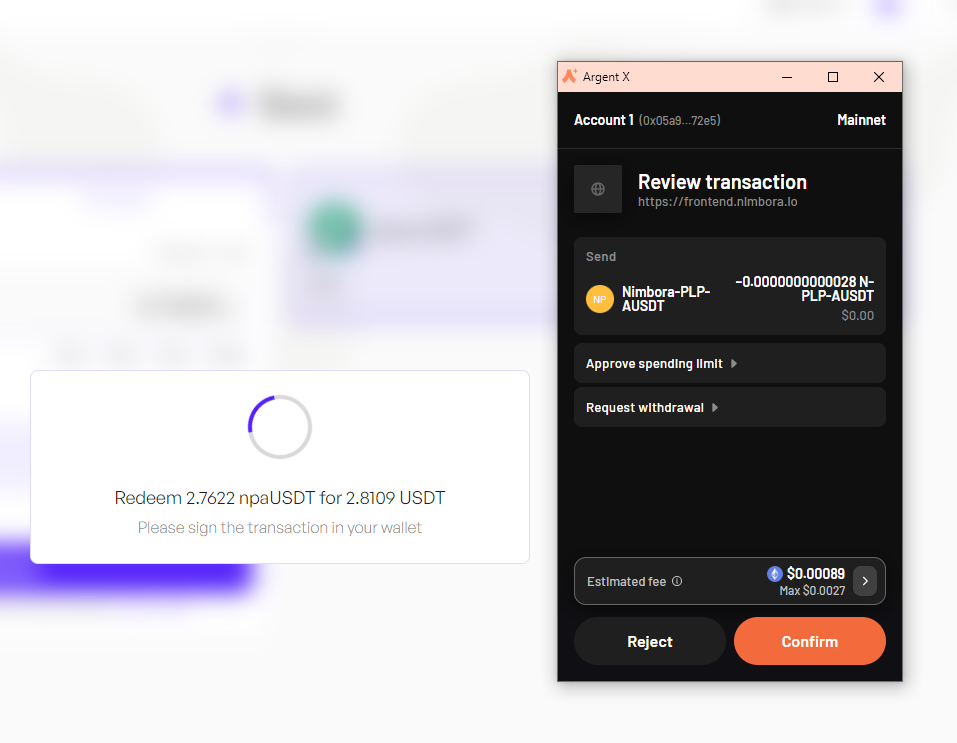 Argent X
Account 1 (0x05a9...72e5) Mainnet
Review transaction
https://frontend.nimbora.io
Send
NP
Nimbora-PLP-
AUSDT
-0.0000000000028 N-
PLP-AUSDT
$0.00
Approve spending limit
Request withdrawal
Redeem 2.7622 npaUSDT for 2.8109 USDT
Please sign the transaction in your wallet
Estimated fee $0.00089
Max $0.0027
Reject Confirm